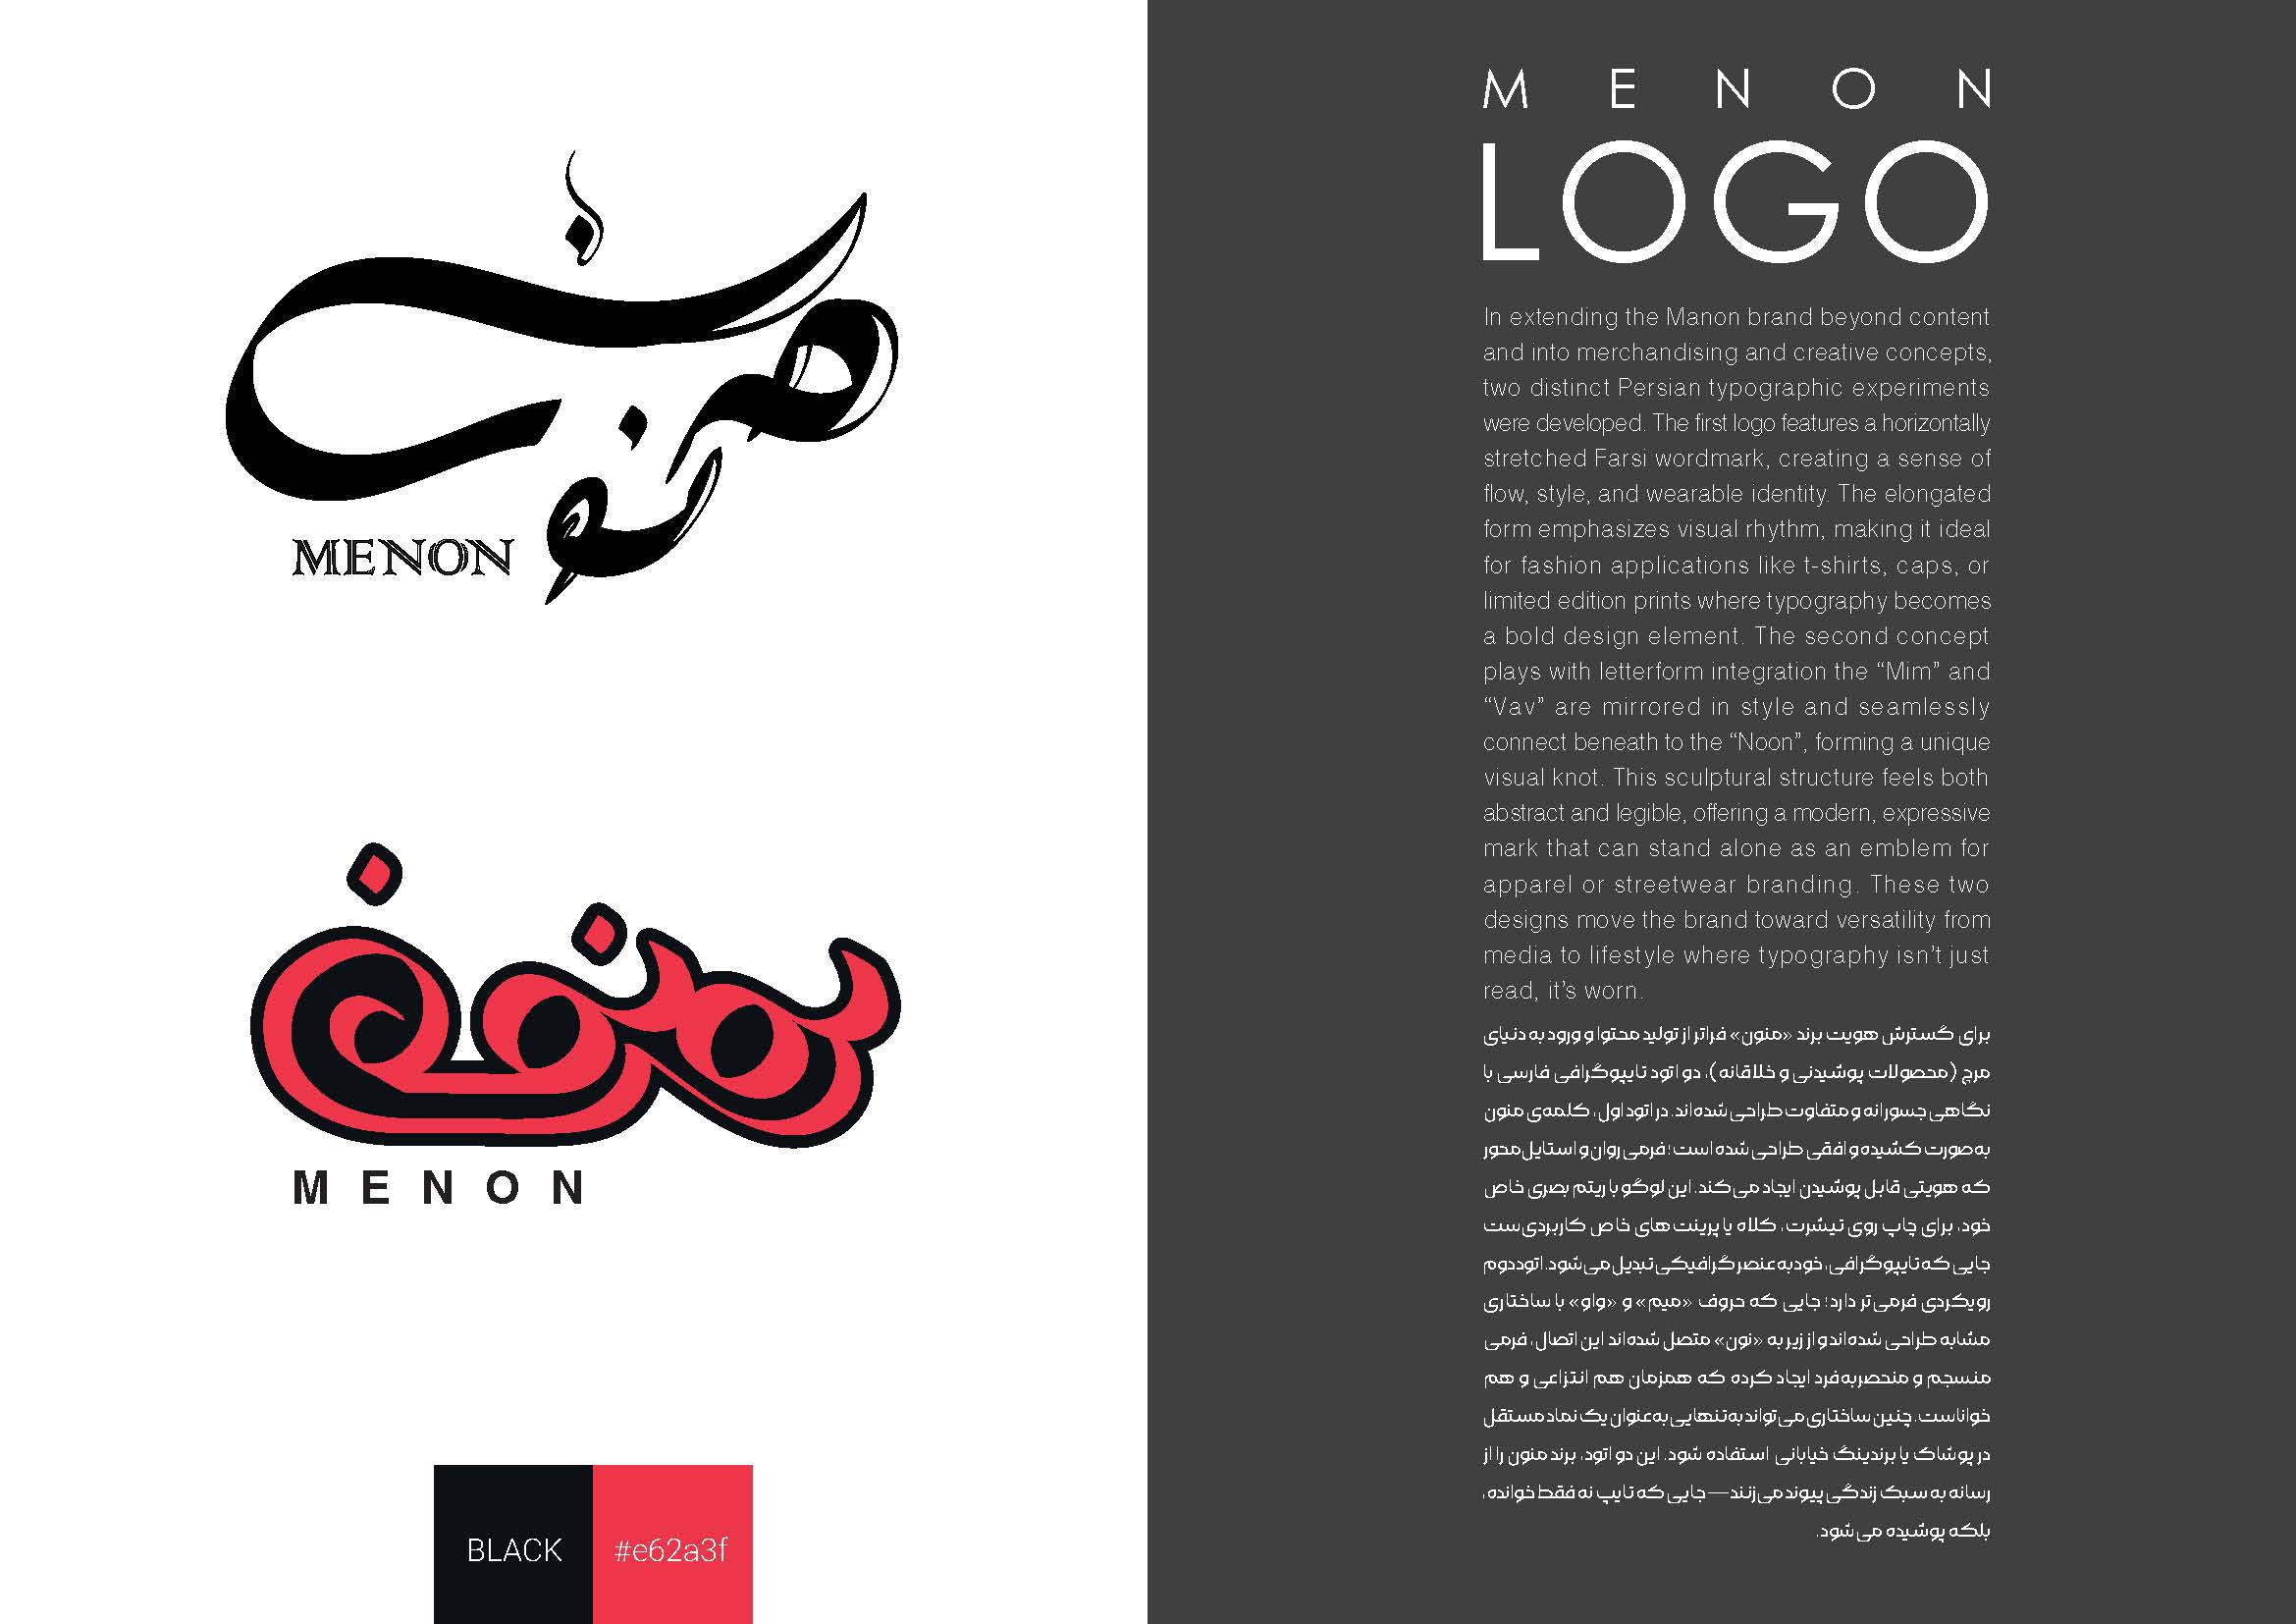 منون
MENON
منون
MENON
BLACK
#e62a3f
MENON
LOGO
In extending the Manon brand beyond content
and into merchandising and creative concepts,
two distinct Persian typographic experiments
were developed. The first logo features a horizontally
stretched Farsi wordmark, creating a sense of
flow, style, and wearable identity. The elongated
form emphasizes visual rhythm, making it ideal
for fashion applications like t-shirts, caps, or
limited edition prints where typography becomes
a bold design element. The second concept
plays with letterform integration the “Mim” and
“Vav” are mirrored in style and seamlessly
connect beneath to the “Noon”, forming a unique
visual knot. This sculptural structure feels both
abstract and legible, offering a modern, expressive
mark that can stand alone as an emblem for
apparel or streetwear branding. These two
designs move the brand toward versatility from
media to lifestyle where typography isn’t just
read, it’s worn.
برای گسترش هویت برند «منون» فراتر از تولید محتوا و ورود به دنیای
مرچ (محصولات پوشیدنی و خلاقانه)، دو اتود تایپوگرافی فارسی با
نگاهی جسورانه و متفاوت طراحی شده‌اند. در اتود اول، کلمه‌ی منون
به‌صورت کشیده و افقی طراحی شده است؛ فرمی روان و استایل‌محور
که هویتی قابل پوشیدن ایجاد می‌کند. این لوگو با ریتم بصری خاص
خود، برای چاپ روی تیشرت، کلاه یا پرینت های خاص کاربردی‌ست
جایی که تایپوگرافی، خود به عنصر گرافیکی تبدیل می‌شود. اتود دوم
رویکردی فرمی‌تر دارد؛ جایی که حروف «میم» و «واو» با ساختاری
مشابه طراحی شده‌اند و از زیر به «نون» متصل شده‌اند این اتصال، فرمی
منسجم و منحصربه‌فرد ایجاد کرده که همزمان هم انتزاعی و هم
خواناست. چنین ساختاری می‌تواند به‌تنهایی به‌عنوان یک نماد مستقل
در پوشاک یا برندینگ خیابانی استفاده شود. این دو اتود، برند منون را از
رسانه به سبک زندگی پیوند می‌زنند—جایی که تایپ نه فقط خوانده،
بلکه پوشیده می‌شود.